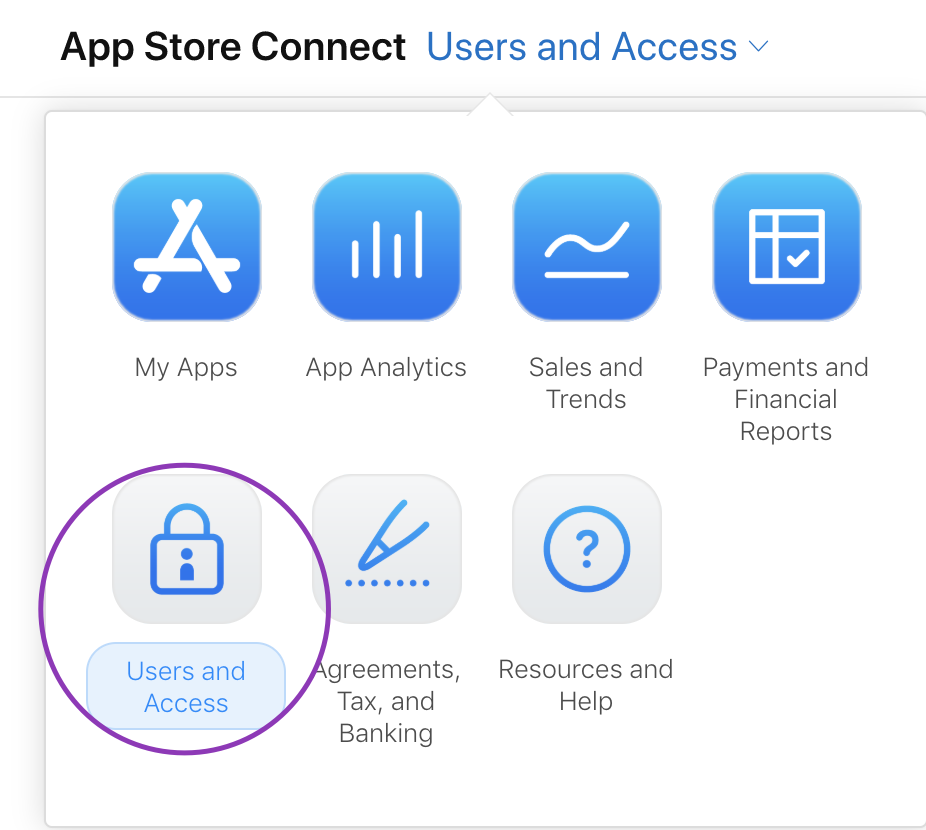 App Store Connect Users and Access
My Apps
App Analytics
Sales and
Trends
Payments and
Financial
Reports
Users and
Access
Agreements,
Tax, and
Banking
?
Resources and
Help